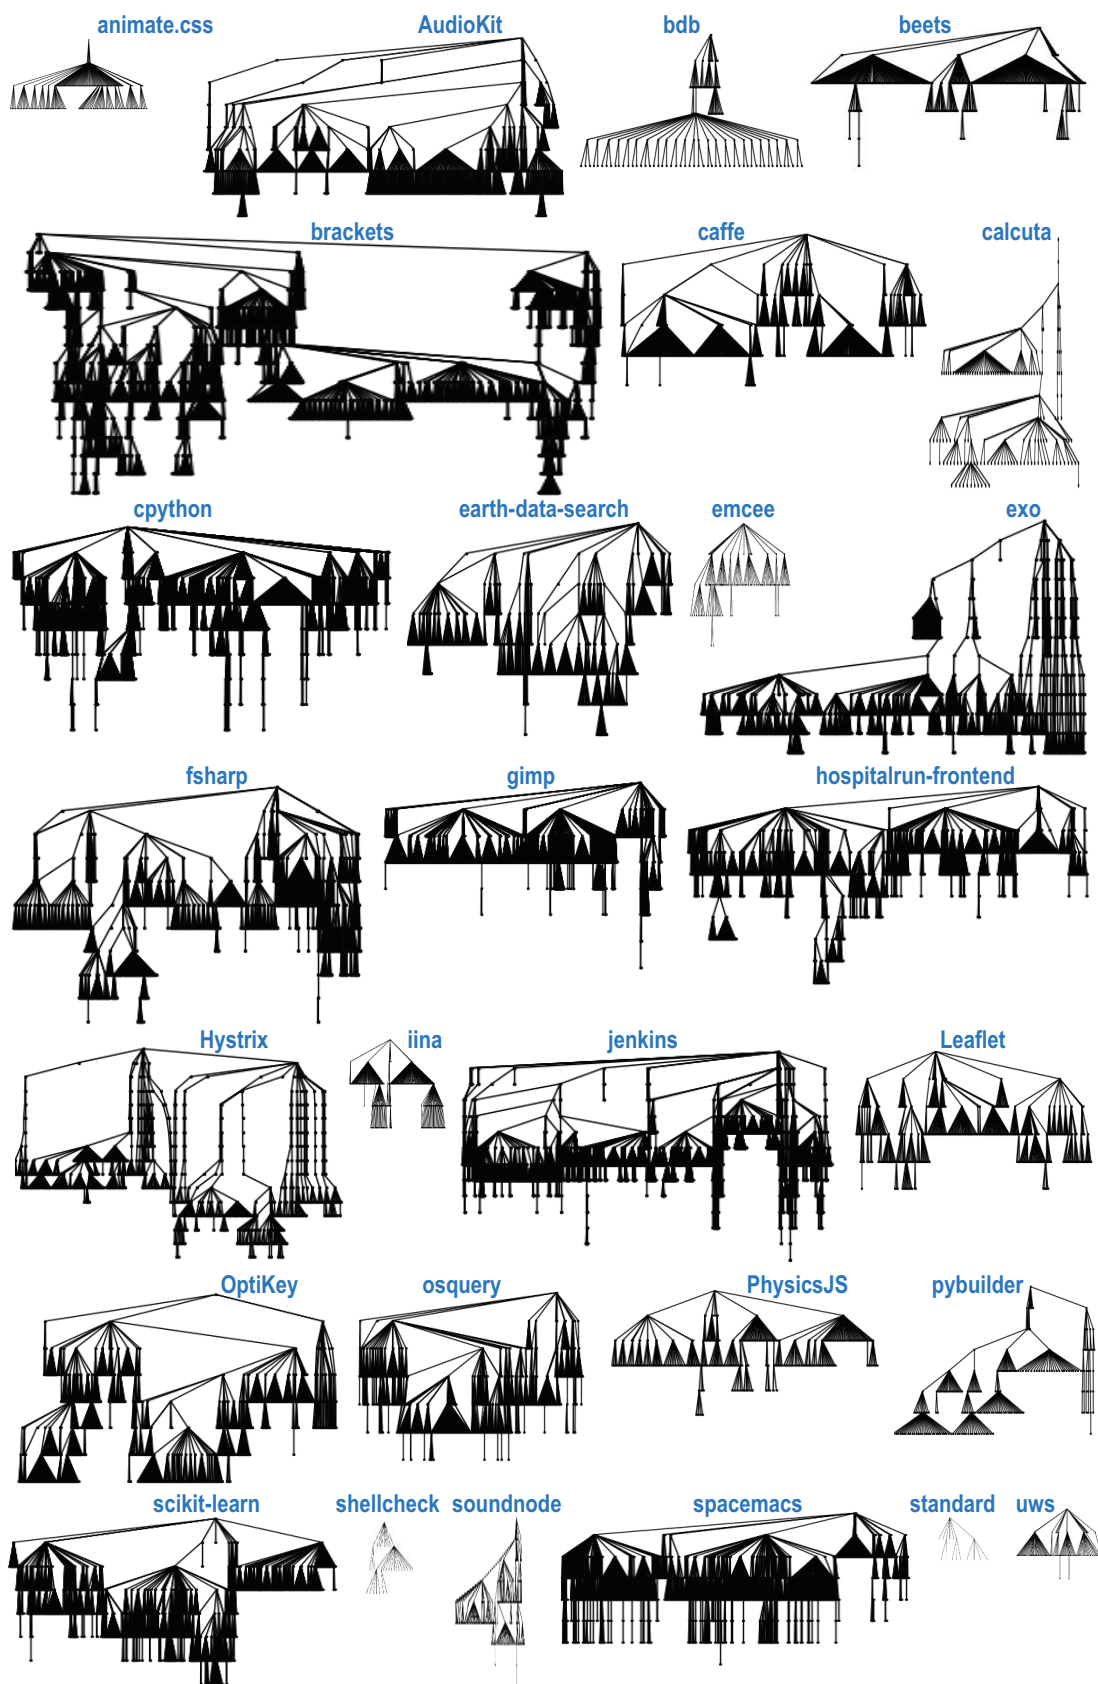 animate.css AudioKit bdb beets
brackets caffe calcuta
cpython earth-data-search emcee exo
fsharp gimp hospitalrun-frontend
Hystrix iina jenkins Leaflet
OptiKey osquery PhysicsJS pybuilder
scikit-learn shellcheck soundnode spacemacs standard uws